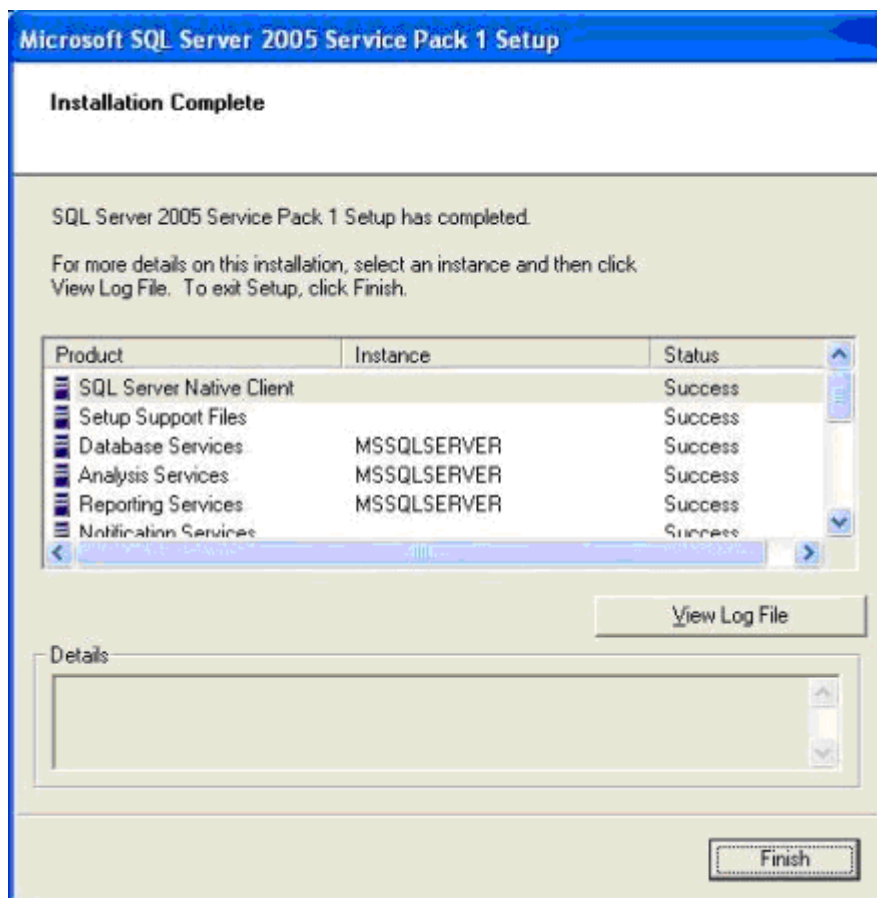 Microsoft SQL Server 2005 Service Pack 1 Setup
Installation Complete
SQL Server 2005 Service Pack 1 Setup has completed.
For more details on this installation, select an instance and then click
View Log File. To exit Setup, click Finish.
Product Instance Status
SQL Server Native Client Success
Setup Support Files Success
Database Services MSSQLSERVER Success
Analysis Services MSSQLSERVER Success
Reporting Services MSSQLSERVER Success
Notification Services Success
View Log File
Details
Finish